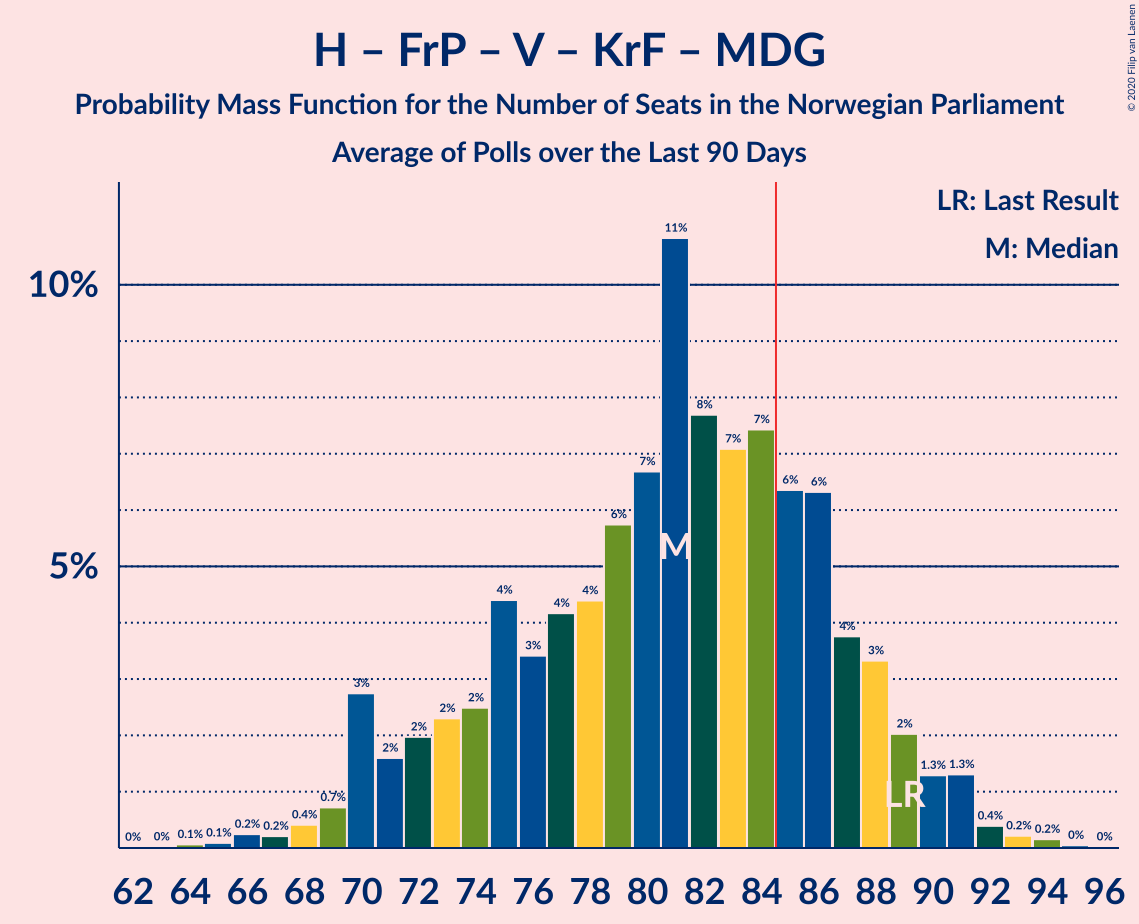 H – FrP – V – KrF – MDG
Probability Mass Function for the Number of Seats in the Norwegian Parliament
Average of Polls over the Last 90 Days
© 2020 Filip van Laenen
LR: Last Result
M: Median
10%
5%
0% 0% 0.1% 0.1% 0.2% 0.2% 0.4% 0.7% 3% 2% 2% 2% 2% 4% 3% 4% 4% 6% 7% 11% 8% 7% 7% 6% 6% 4% 3% 2% 1.3% 1.3% 0.4% 0.2% 0.2% 0% 0%
M
LR
62 64 66 68 70 72 74 76 78 80 82 84 86 88 90 92 94 96